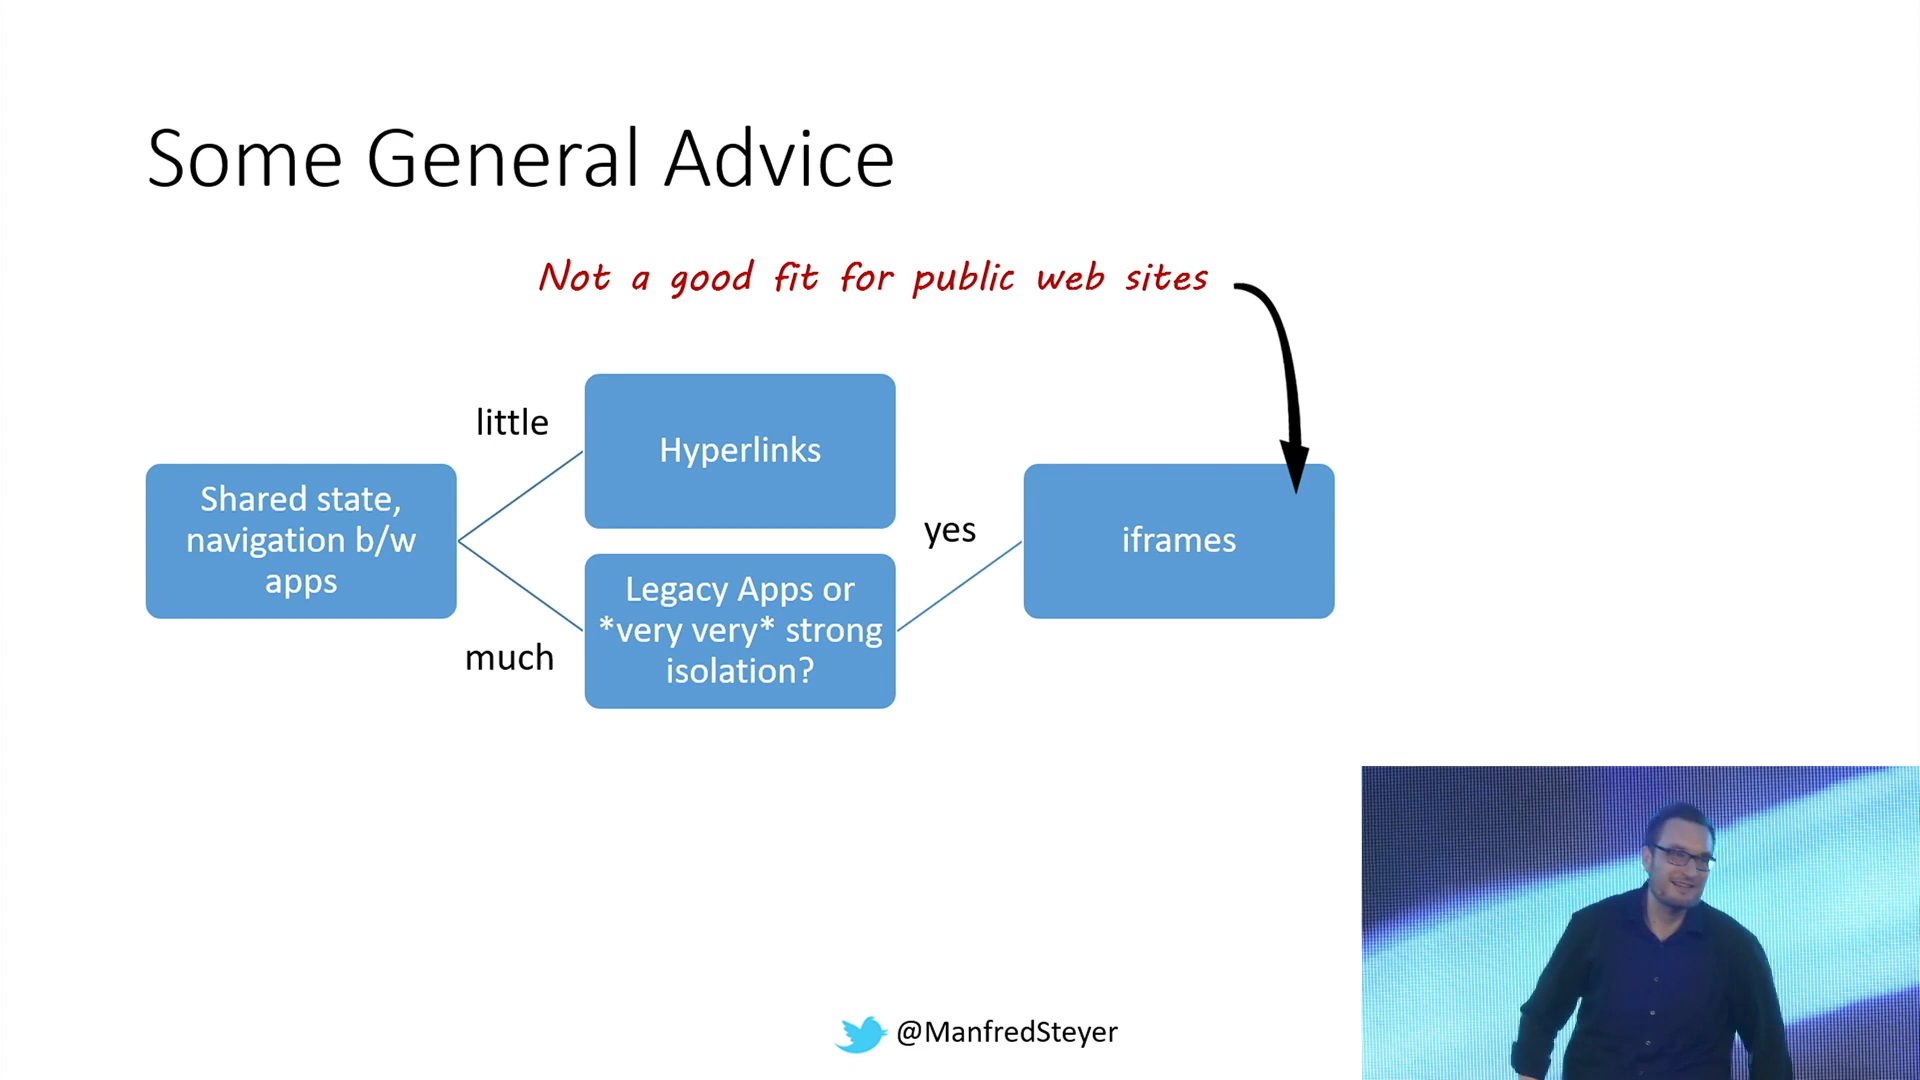 Some General Advice
Not a good fit for public web sites
little
Hyperlinks
Shared state,
navigation b/w
apps
yes
iframes
Legacy Apps or
*very very* strong
isolation?
much
@ManfredSteyer